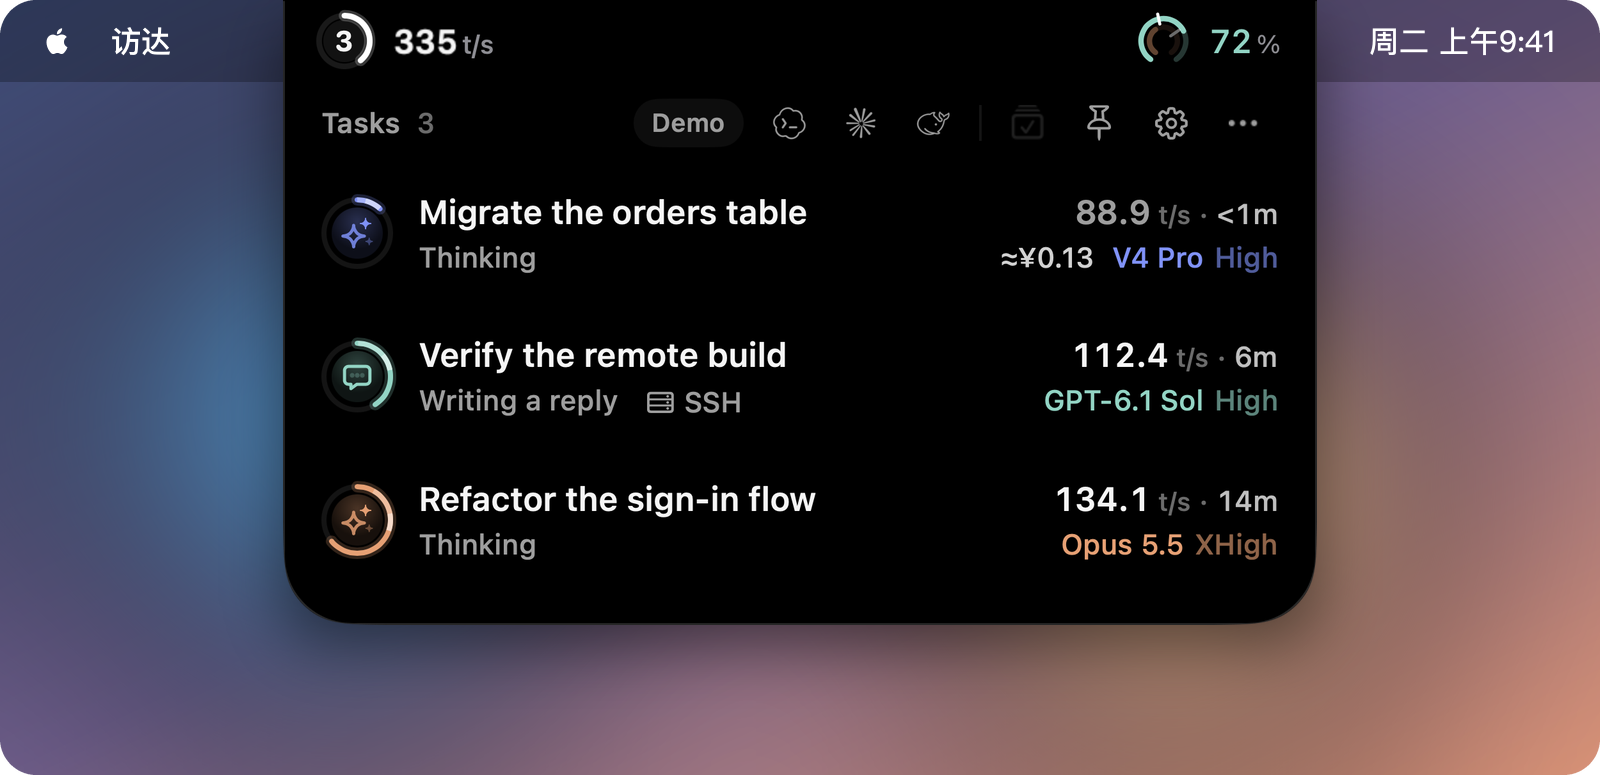 访达
3 335 t/s
72 %
周二 上午9:41
Tasks 3
Demo
Migrate the orders table
88.9 t/s · <1m
Thinking
≈¥0.13 V4 Pro High
Verify the remote build
112.4 t/s · 6m
Writing a reply SSH
GPT-6.1 Sol High
Refactor the sign-in flow
134.1 t/s · 14m
Thinking
Opus 5.5 XHigh